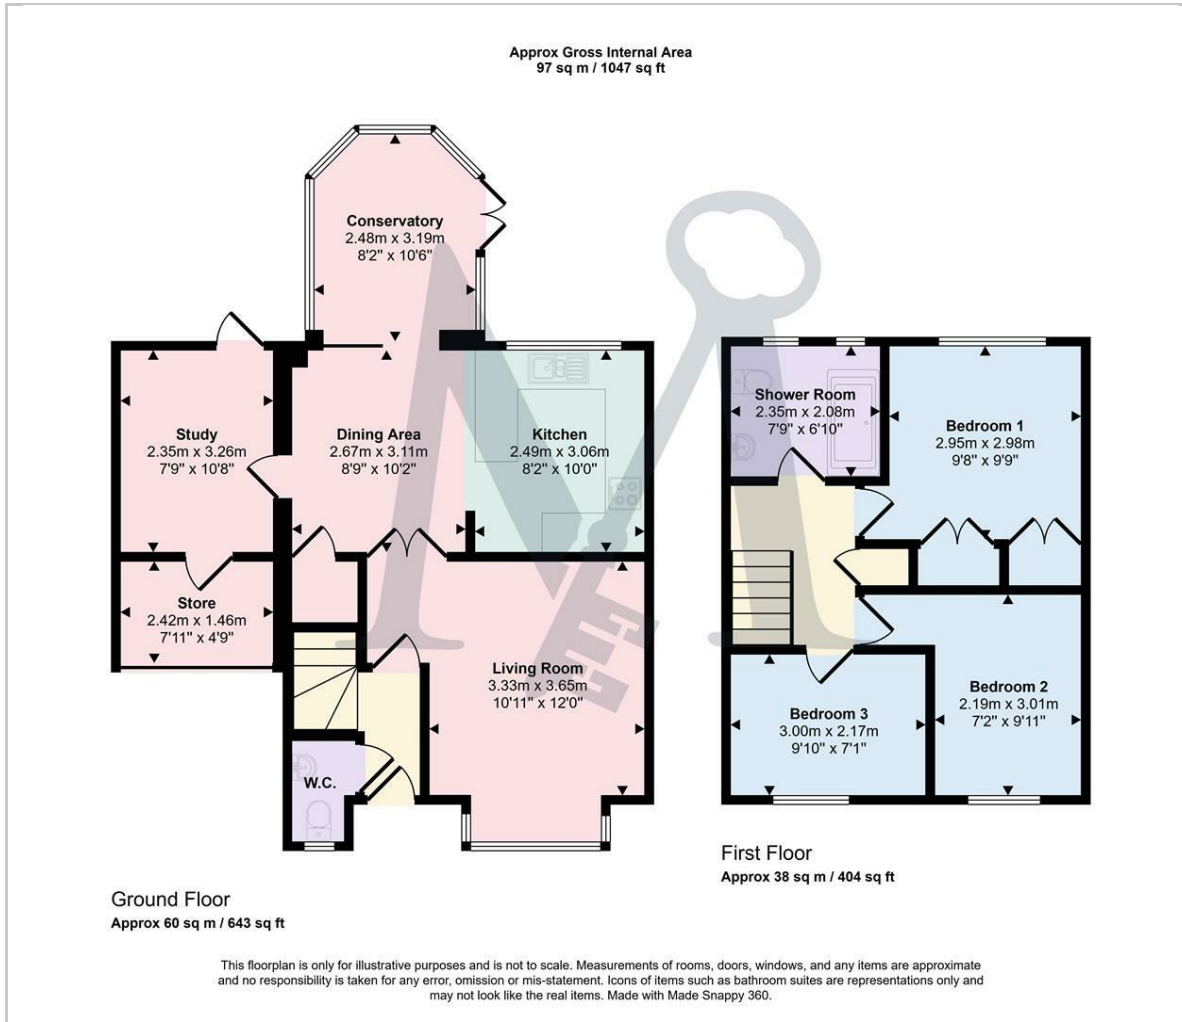 Approx Gross Internal Area
97 sq m / 1047 sq ft
Conservatory
2.48m x 3.19m
8'2" x 10'6"
Study
2.35m x 3.26m
7'9" x 10'8"
Dining Area
2.67m x 3.11m
8'9" x 10'2"
Kitchen
2.49m x 3.06m
8'2" x 10'0"
Store
2.42m x 1.46m
7'11" x 4'9"
Living Room
3.33m x 3.65m
10'11" x 12'0"
W.C.
Ground Floor
Approx 60 sq m / 643 sq ft
Shower Room
2.35m x 2.08m
7'9" x 6'10"
Bedroom 1
2.95m x 2.98m
9'8" x 9'9"
Bedroom 2
2.19m x 3.01m
7'2" x 9'11"
Bedroom 3
3.00m x 2.17m
9'10" x 7'1"
First Floor
Approx 38 sq m / 404 sq ft
This floorplan is only for illustrative purposes and is not to scale. Measurements of rooms, doors, windows, and any items are approximate
and no responsibility is taken for any error, omission or mis-statement. Icons of items such as bathroom suites are representations only and
may not look like the real items. Made with Made Snappy 360.